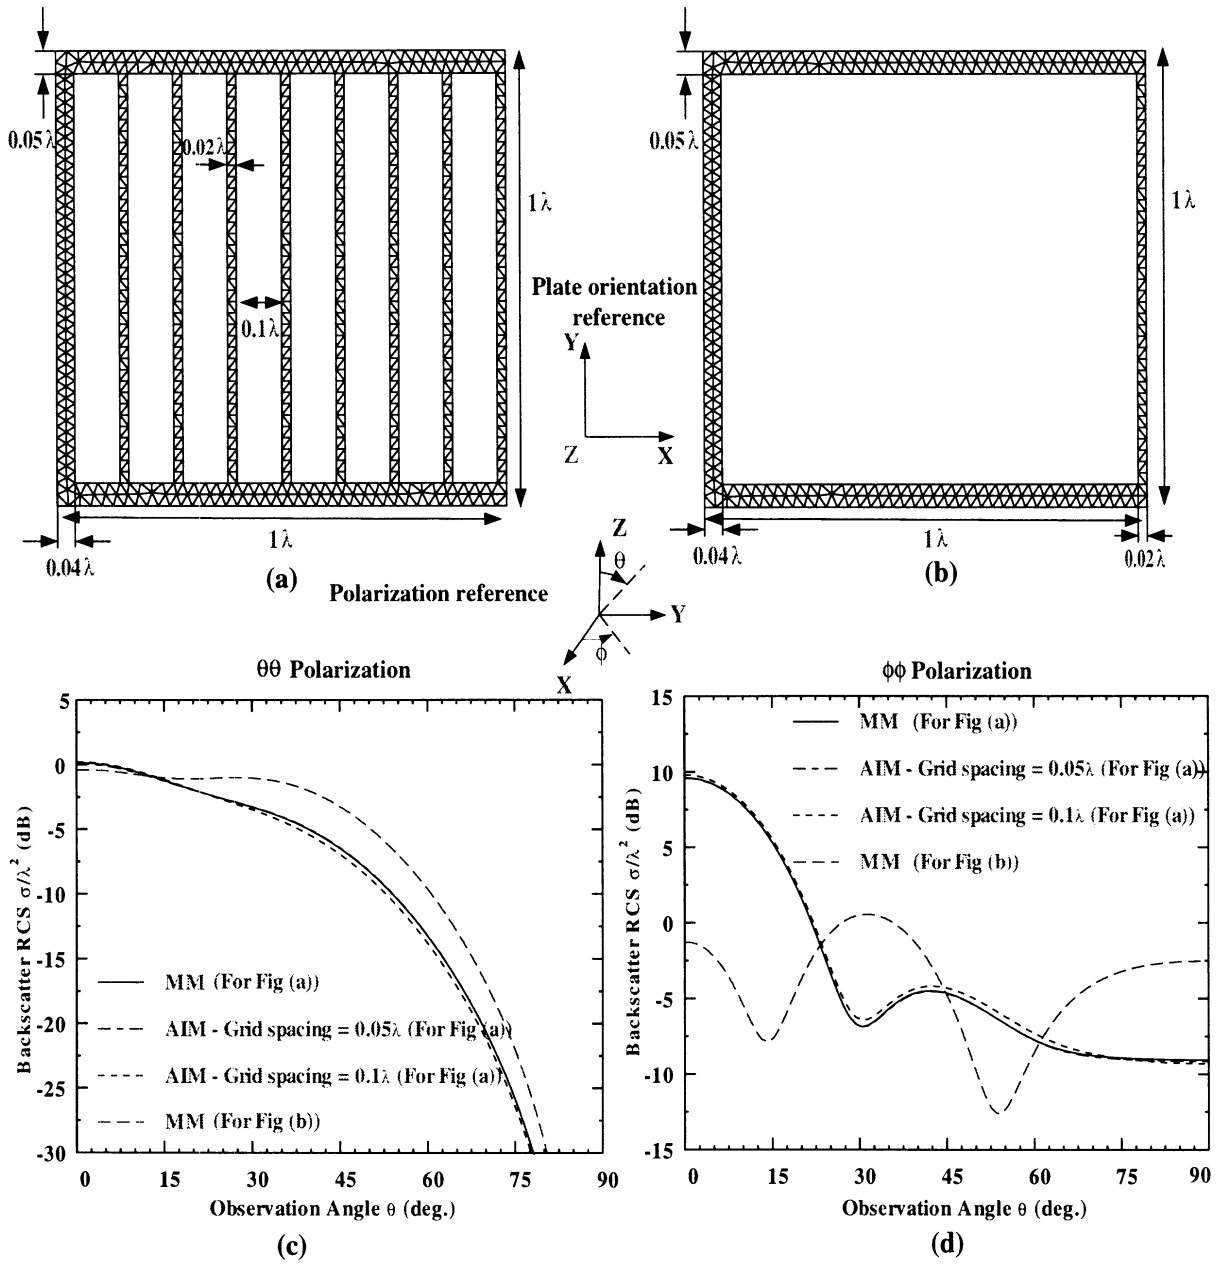 0.05λ
0.02λ
0.1λ
1λ
1λ
0.04λ
(a)
Plate orientation
reference
Y
Z
X
0.05λ
1λ
1λ
0.04λ
0.02λ
(b)
Polarization reference
Z
θ
Y
ϕ
X
θθ Polarization
5
0
-5
-10
-15
-20
-25
-30
Backscatter RCS σ/λ² (dB)
MM (For Fig (a))
AIM - Grid spacing = 0.05λ (For Fig (a))
AIM - Grid spacing = 0.1λ (For Fig (a))
MM (For Fig (b))
0 15 30 45 60 75 90
Observation Angle θ (deg.)
(c)
ϕϕ Polarization
15
10
5
0
-5
-10
-15
Backscatter RCS σ/λ² (dB)
MM (For Fig (a))
AIM - Grid spacing = 0.05λ (For Fig (a))
AIM - Grid spacing = 0.1λ (For Fig (a))
MM (For Fig (b))
0 15 30 45 60 75 90
Observation Angle θ (deg.)
(d)